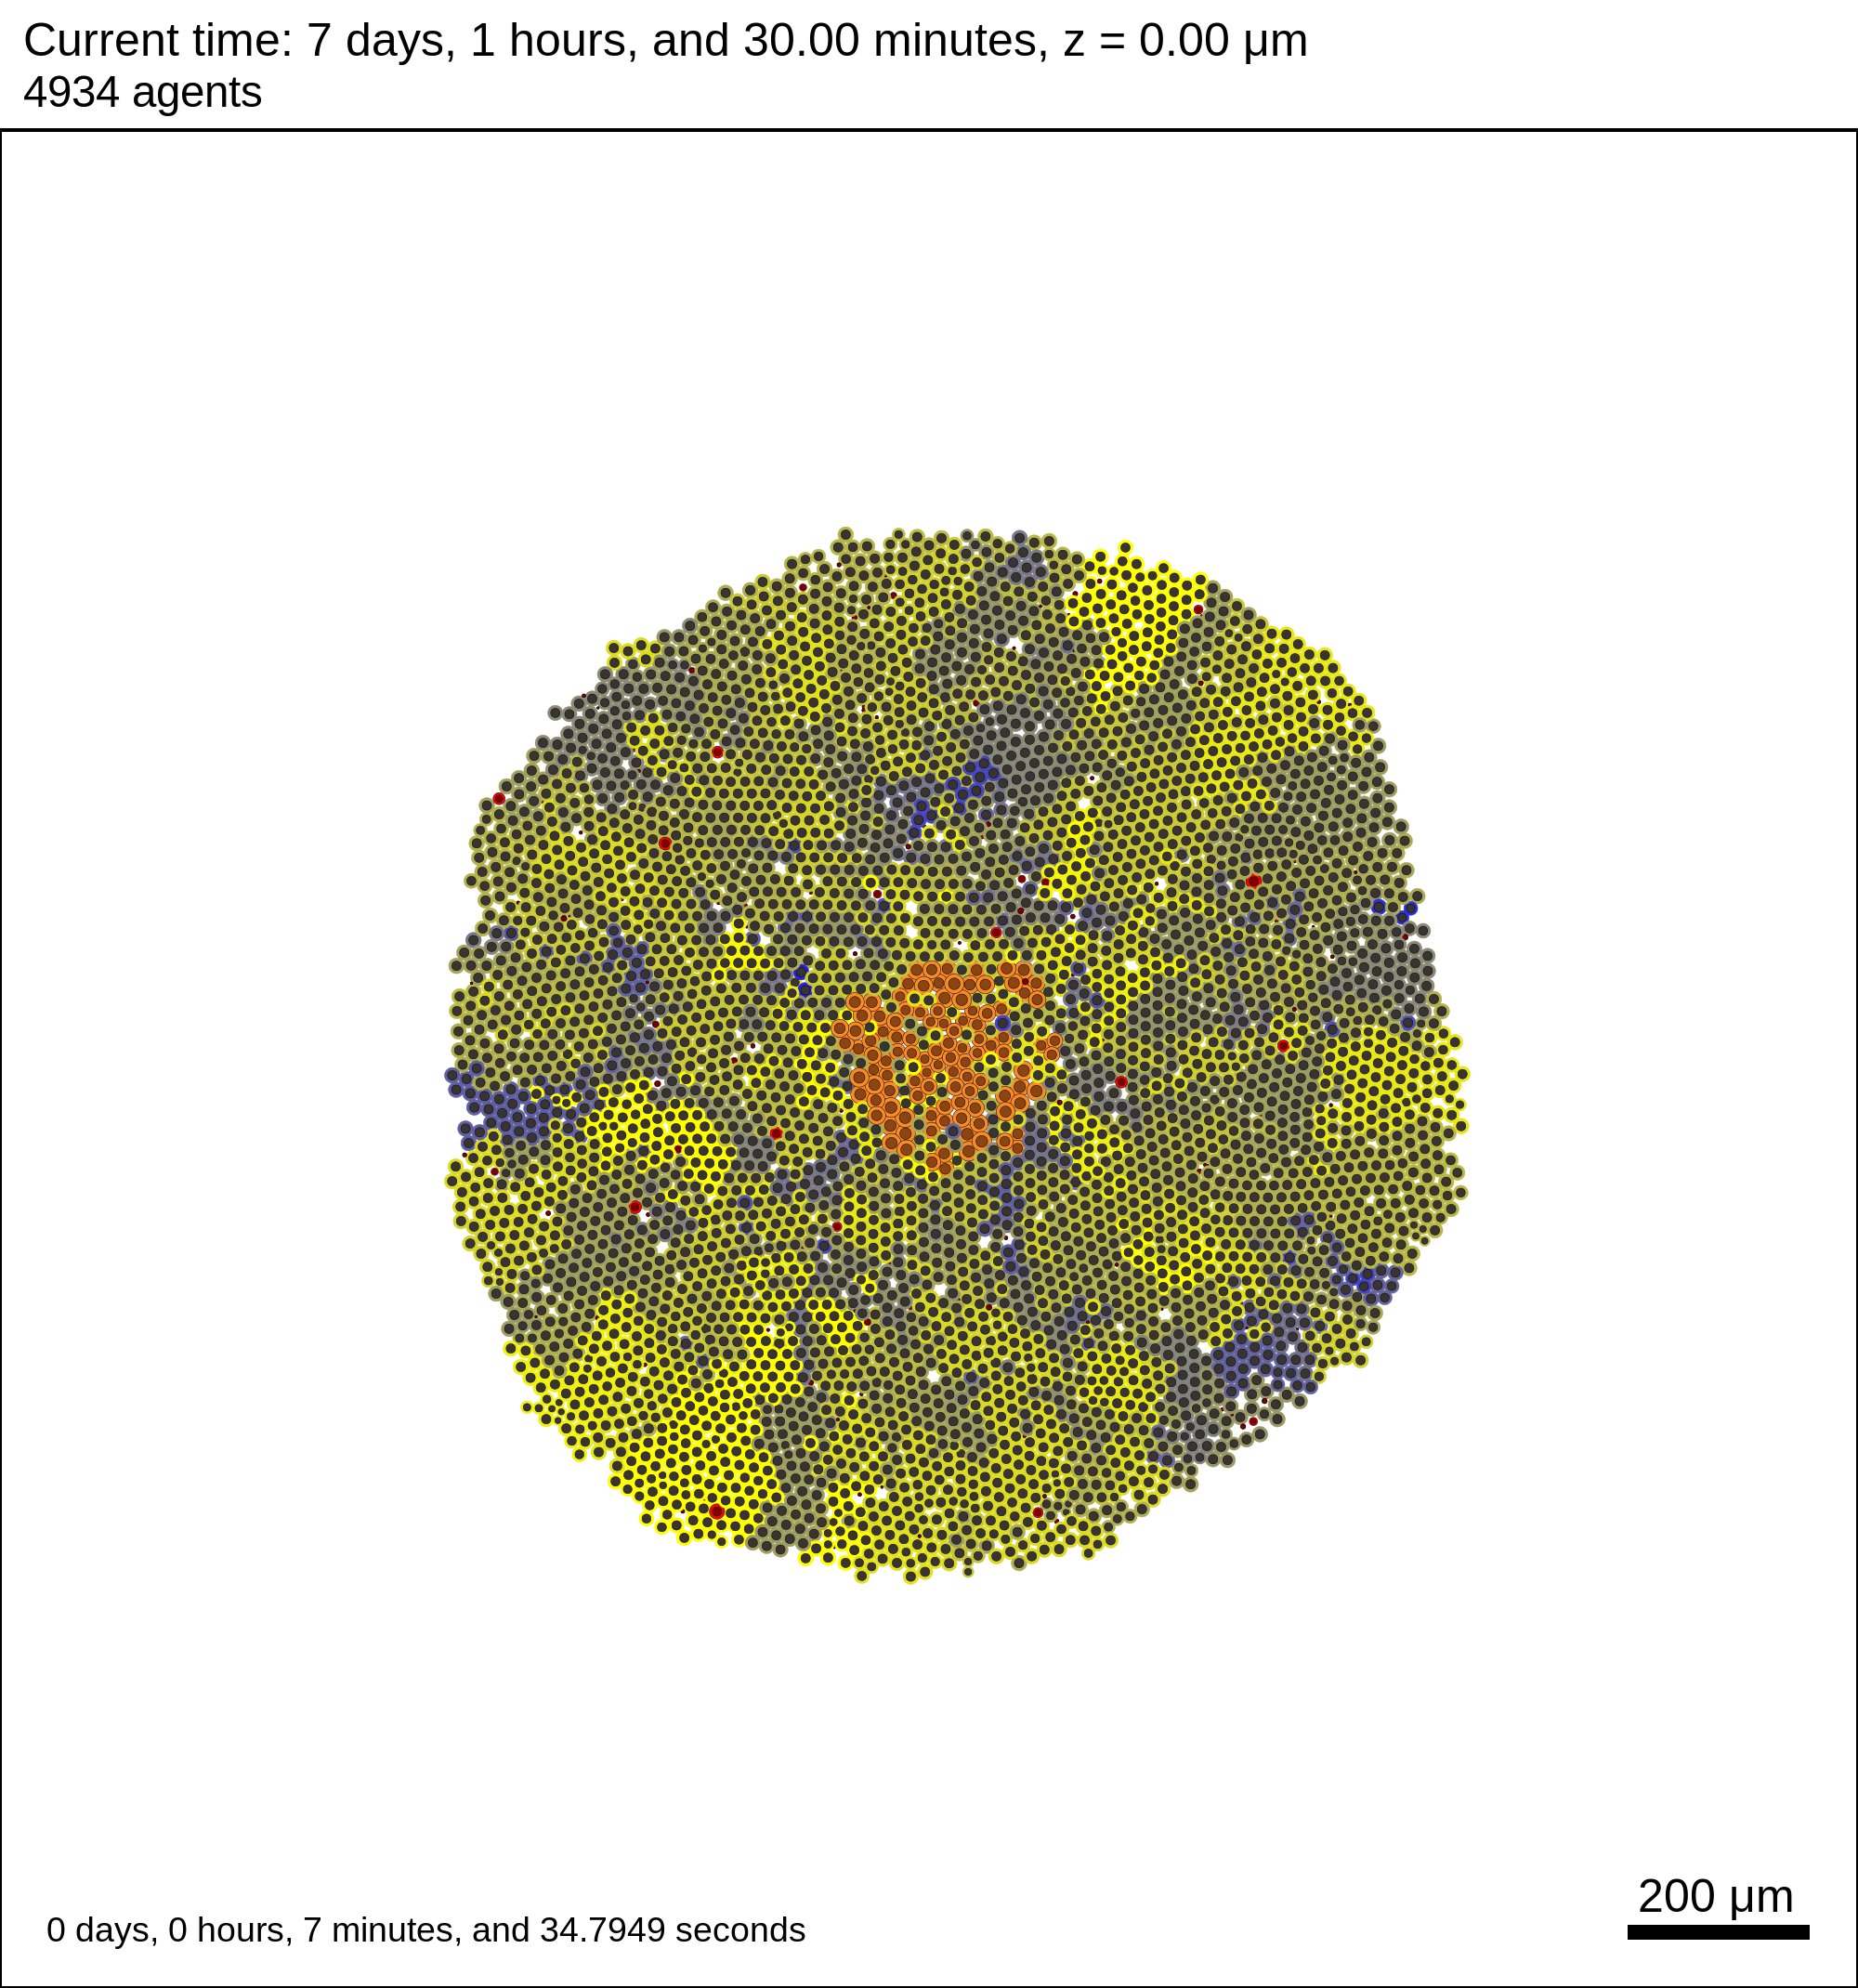 Current time: 7 days, 1 hours, and 30.00 minutes, z = 0.00 μm
4934 agents
200 μm
0 days, 0 hours, 7 minutes, and 34.7949 seconds